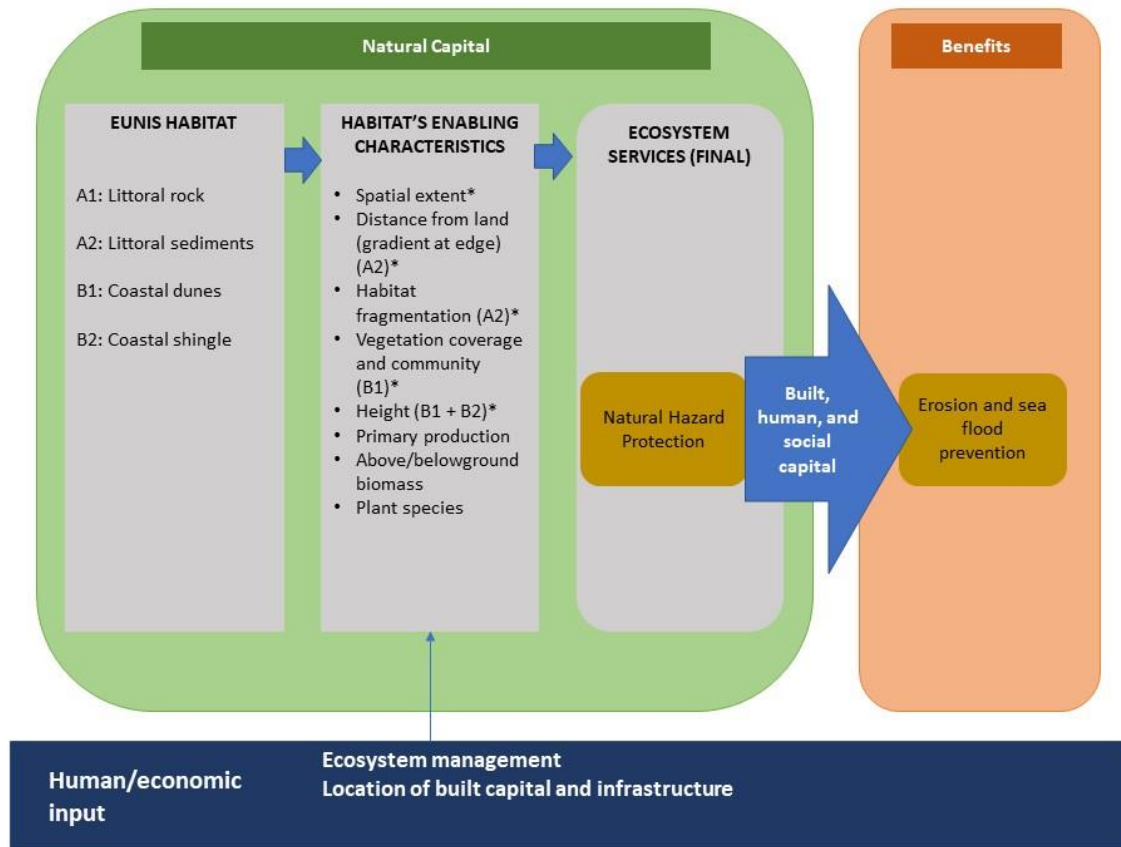 Natural Capital
Benefits
EUNIS HABITAT
A1: Littoral rock
A2: Littoral sediments
B1: Coastal dunes
B2: Coastal shingle
HABITAT’S ENABLING
CHARACTERISTICS
• Spatial extent*
• Distance from land
(gradient at edge)
(A2)*
• Habitat
fragmentation (A2)*
• Vegetation coverage
and community
(B1)*
• Height (B1 + B2)*
• Primary production
• Above/belowground
biomass
• Plant species
ECOSYSTEM
SERVICES (FINAL)
Natural Hazard
Protection
Built,
human, and
social
capital
Erosion and sea
flood
prevention
Human/economic
input
Ecosystem management
Location of built capital and infrastructure